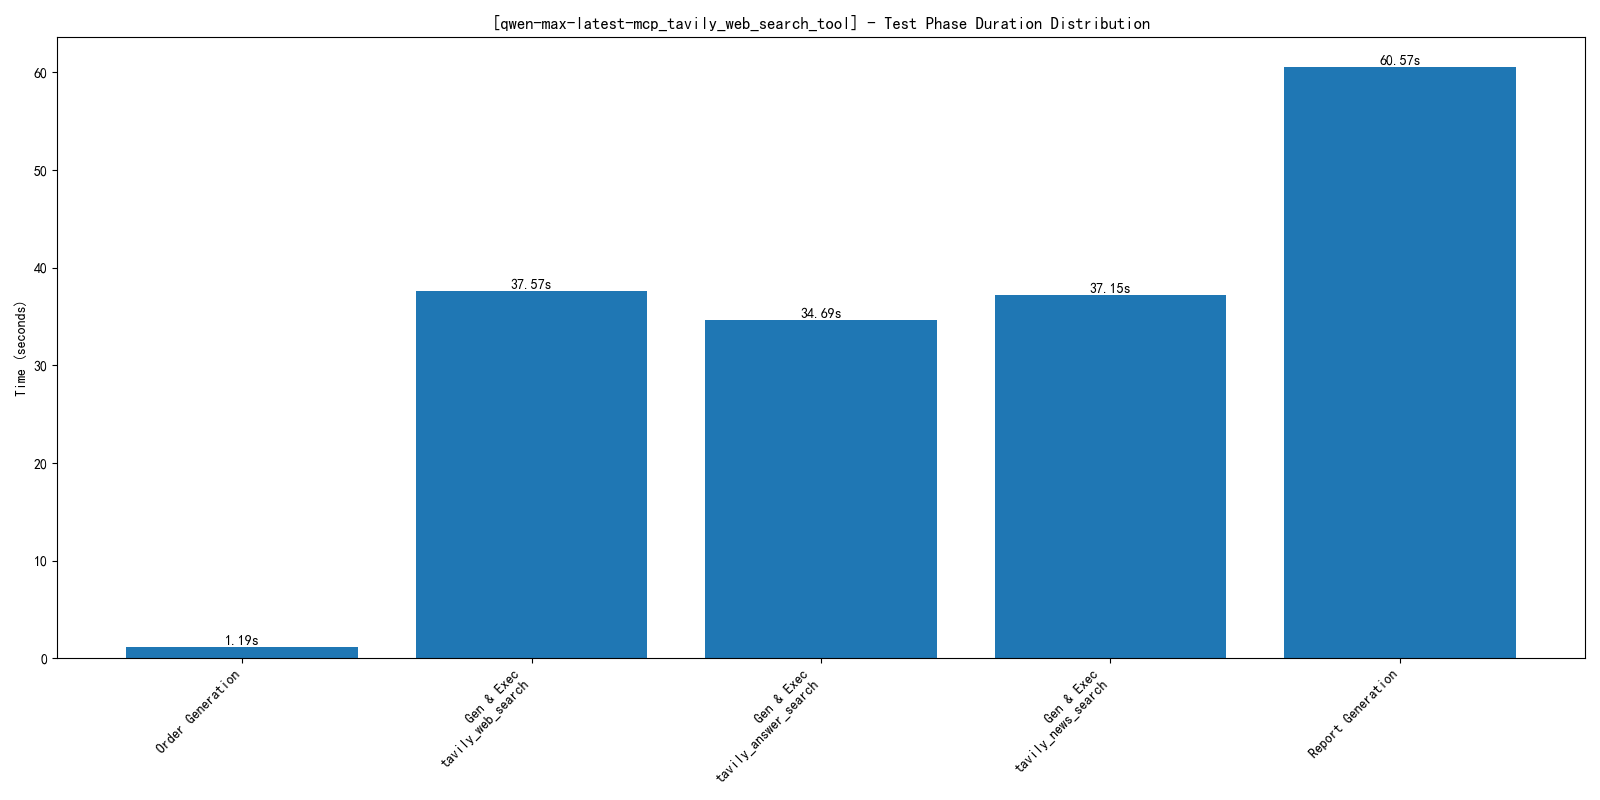 [qwen-max-latest-mcp_tavily_web_search_tool] - Test Phase Duration Distribution
Time (seconds)
60
50
40
30
20
10
0
1.19s
37.57s
34.69s
37.15s
60.57s
Order Generation
Gen & Exec
tavily_web_search
Gen & Exec
tavily_answer_search
Gen & Exec
tavily_news_search
Report Generation